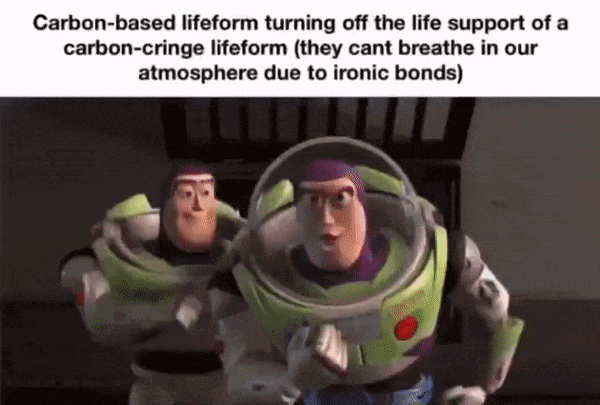 Carbon-based lifeform turning off the life support of a
carbon-cringe lifeform (they cant breathe in our
atmosphere due to ironic bonds)